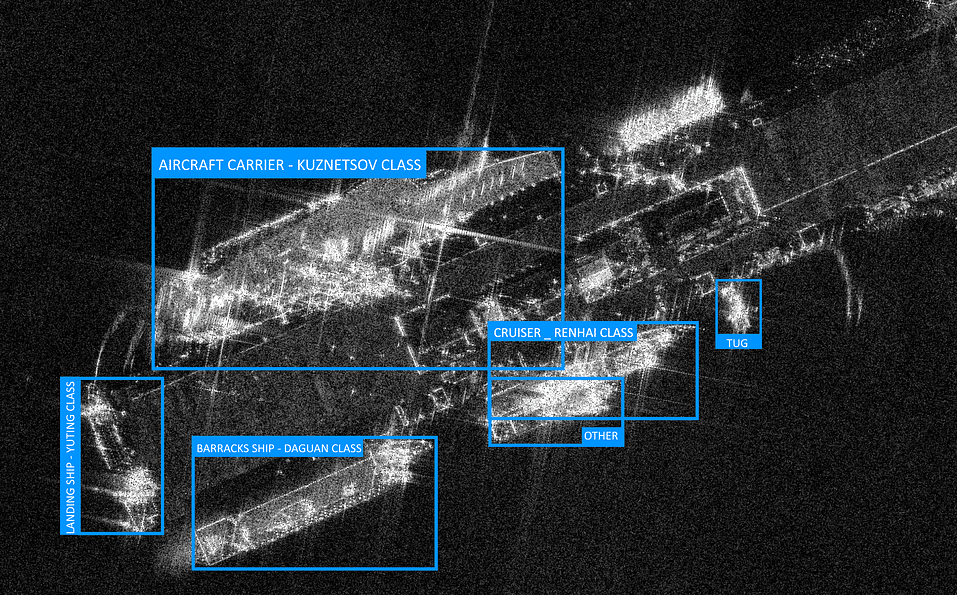 AIRCRAFT CARRIER - KUZNETSOV CLASS
CRUISER _ RENHAI CLASS
TUG
LANDING SHIP - YUTING CLASS
OTHER
BARRACKS SHIP - DAGUAN CLASS